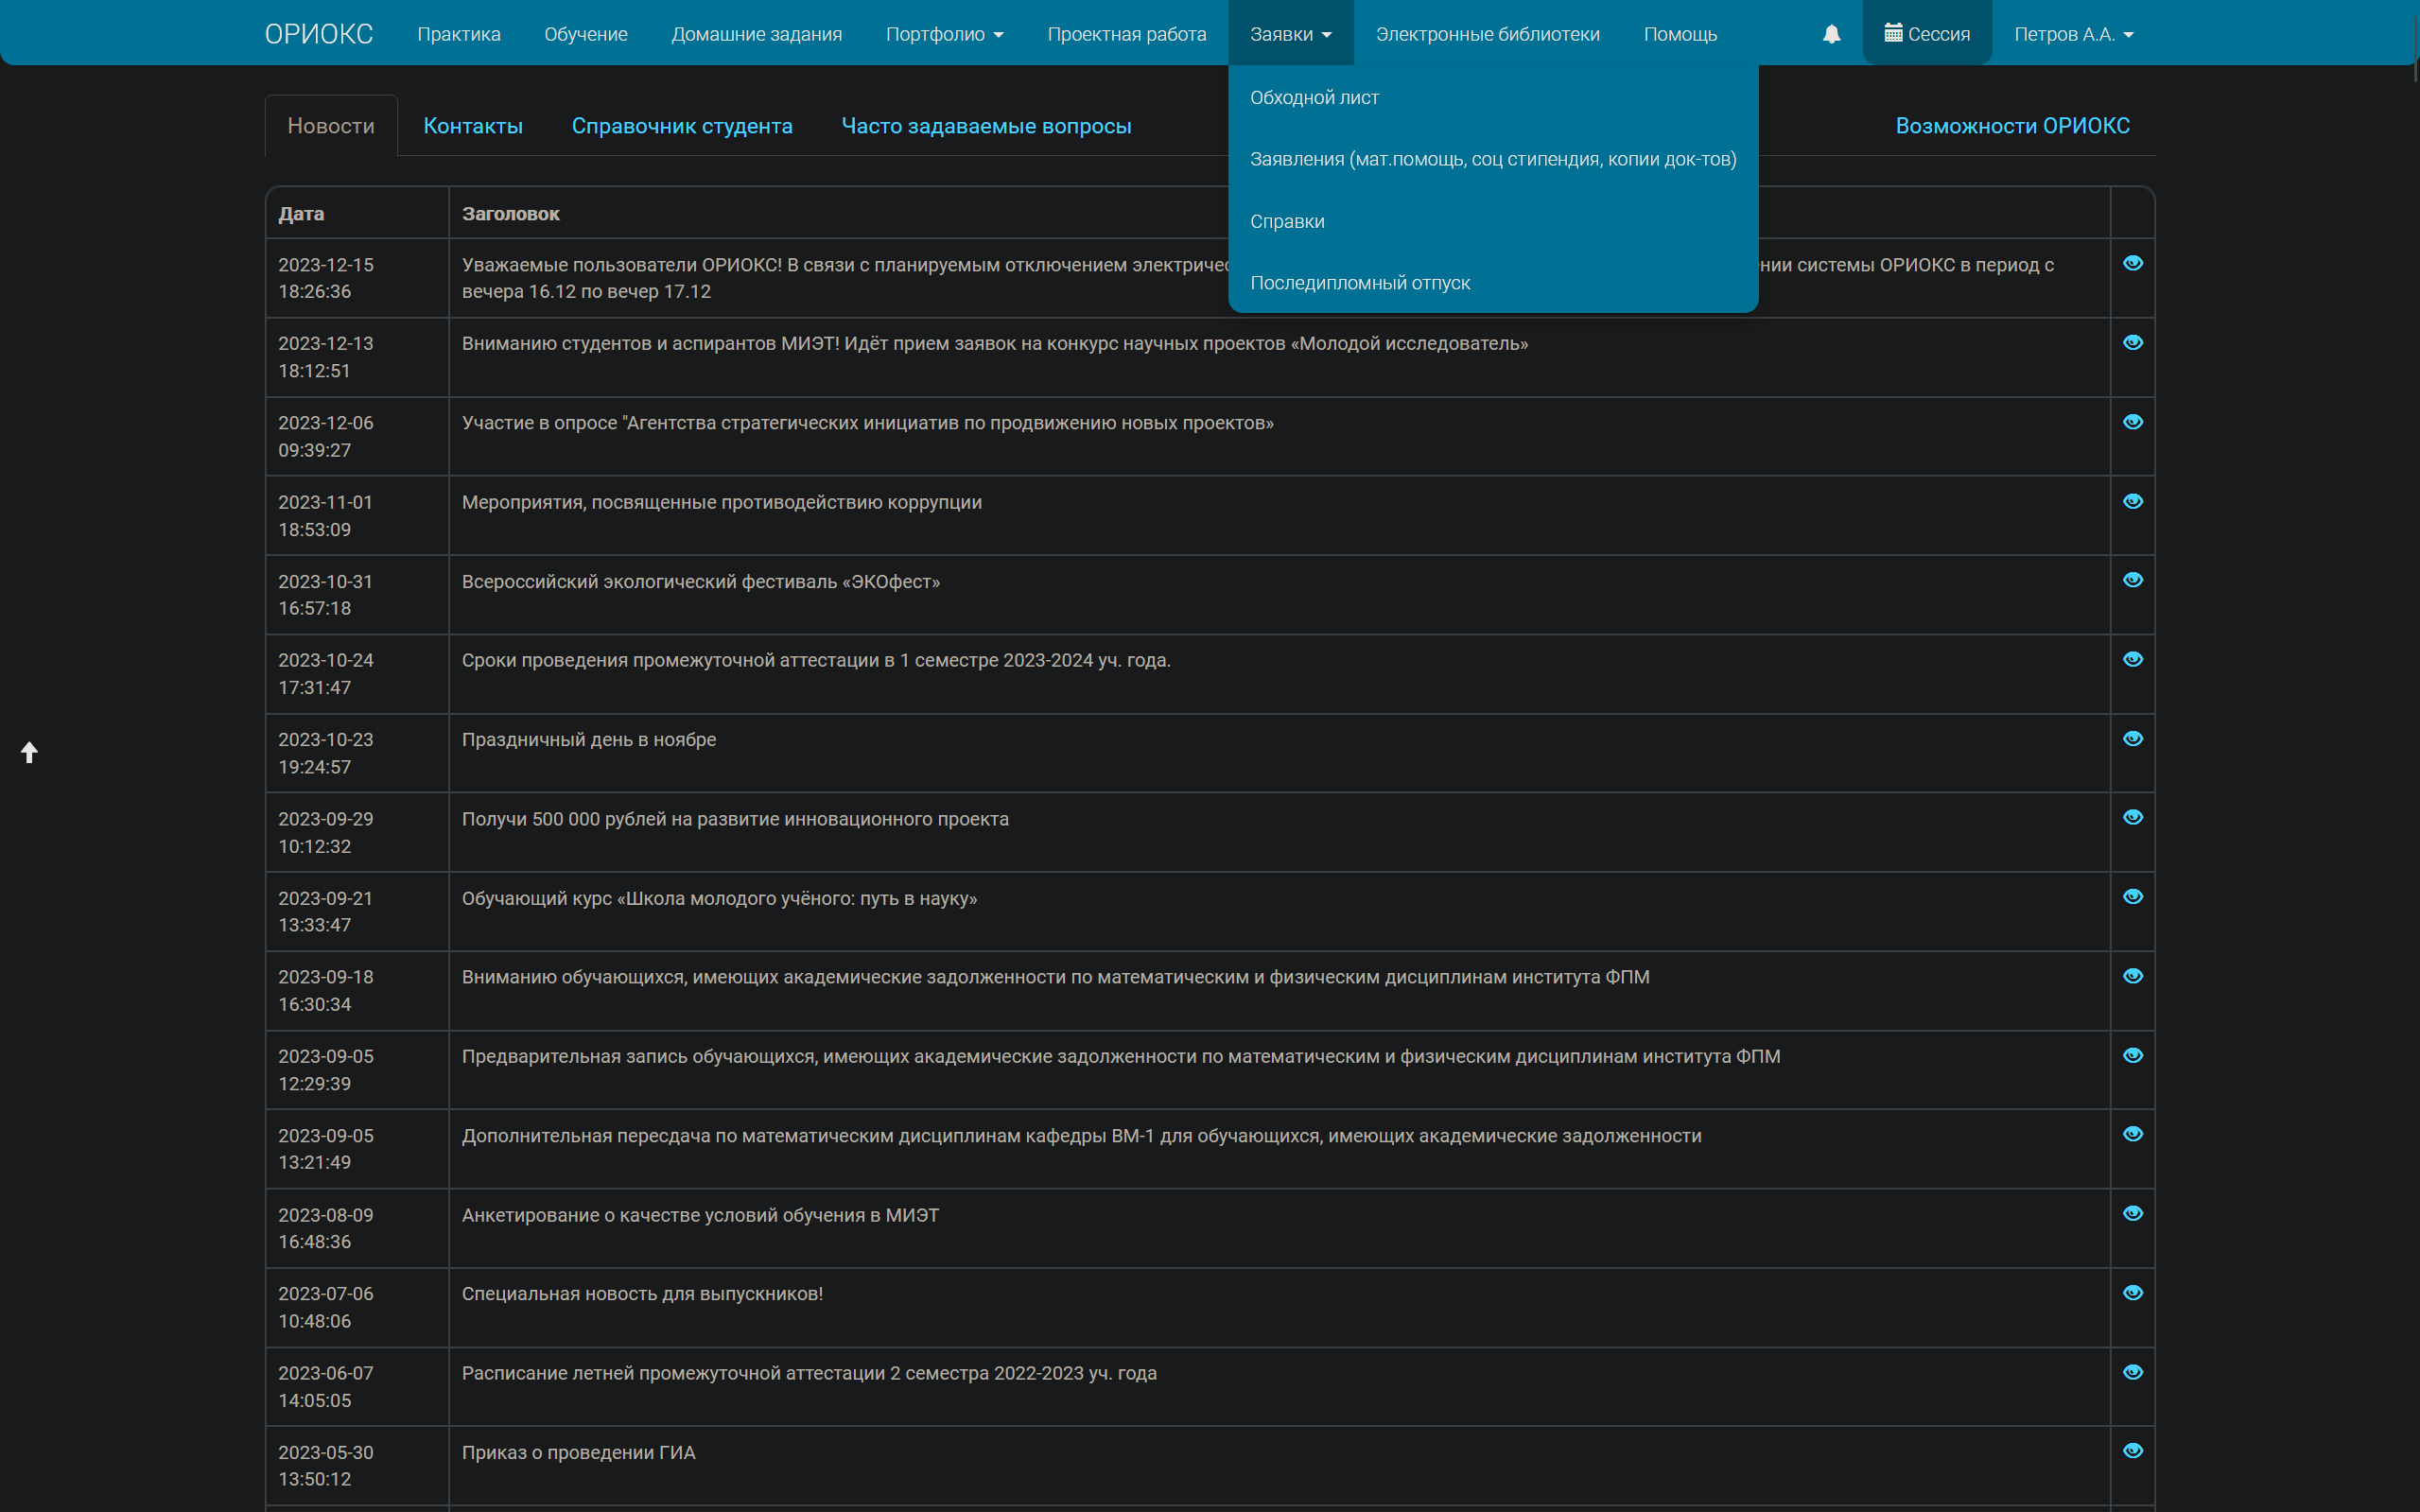 ОРИОКС Практика Обучение Домашние задания Портфолио Проектная работа Заявки Электронные библиотеки Помощь Сессия Петров А.А.
Обходной лист
Заявления (мат.помощь, соц стипендия, копии док-тов)
Справки
Последипломный отпуск
Новости Контакты Справочник студента Часто задаваемые вопросы Возможности ОРИОКС
Дата Заголовок
2023-12-15 Уважаемые пользователи ОРИОКС! В связи с планируемым отключением системы ОРИОКС в период с
18:26:36 вечера 16.12 по вечер 17.12
2023-12-13 Вниманию студентов и аспирантов МИЭТ! Идёт прием заявок на конкурс научных проектов «Молодой исследователь»
18:12:51
2023-12-06 Участие в опросе "Агентства стратегических инициатив по продвижению новых проектов»
09:39:27
2023-11-01 Мероприятия, посвященные противодействию коррупции
18:53:09
2023-10-31 Всероссийский экологический фестиваль «ЭКОфест»
16:57:18
2023-10-24 Сроки проведения промежуточной аттестации в 1 семестре 2023-2024 уч. года.
17:31:47
2023-10-23 Праздничный день в ноябре
19:24:57
2023-09-29 Получи 500 000 рублей на развитие инновационного проекта
10:12:32
2023-09-21 Обучающий курс «Школа молодого учёного: путь в науку»
13:33:47
2023-09-18 Вниманию обучающихся, имеющих академические задолженности по математическим и физическим дисциплинам института ФПМ
16:30:34
2023-09-05 Предварительная запись обучающихся, имеющих академические задолженности по математическим и физическим дисциплинам института ФПМ
12:29:39
2023-09-05 Дополнительная пересдача по математическим дисциплинам кафедры ВМ-1 для обучающихся, имеющих академические задолженности
13:21:49
2023-08-09 Анкетирование о качестве условий обучения в МИЭТ
16:48:36
2023-07-06 Специальная новость для выпускников!
10:48:06
2023-06-07 Расписание летней промежуточной аттестации 2 семестра 2022-2023 уч. года
14:05:05
2023-05-30 Приказ о проведении ГИА
13:50:12